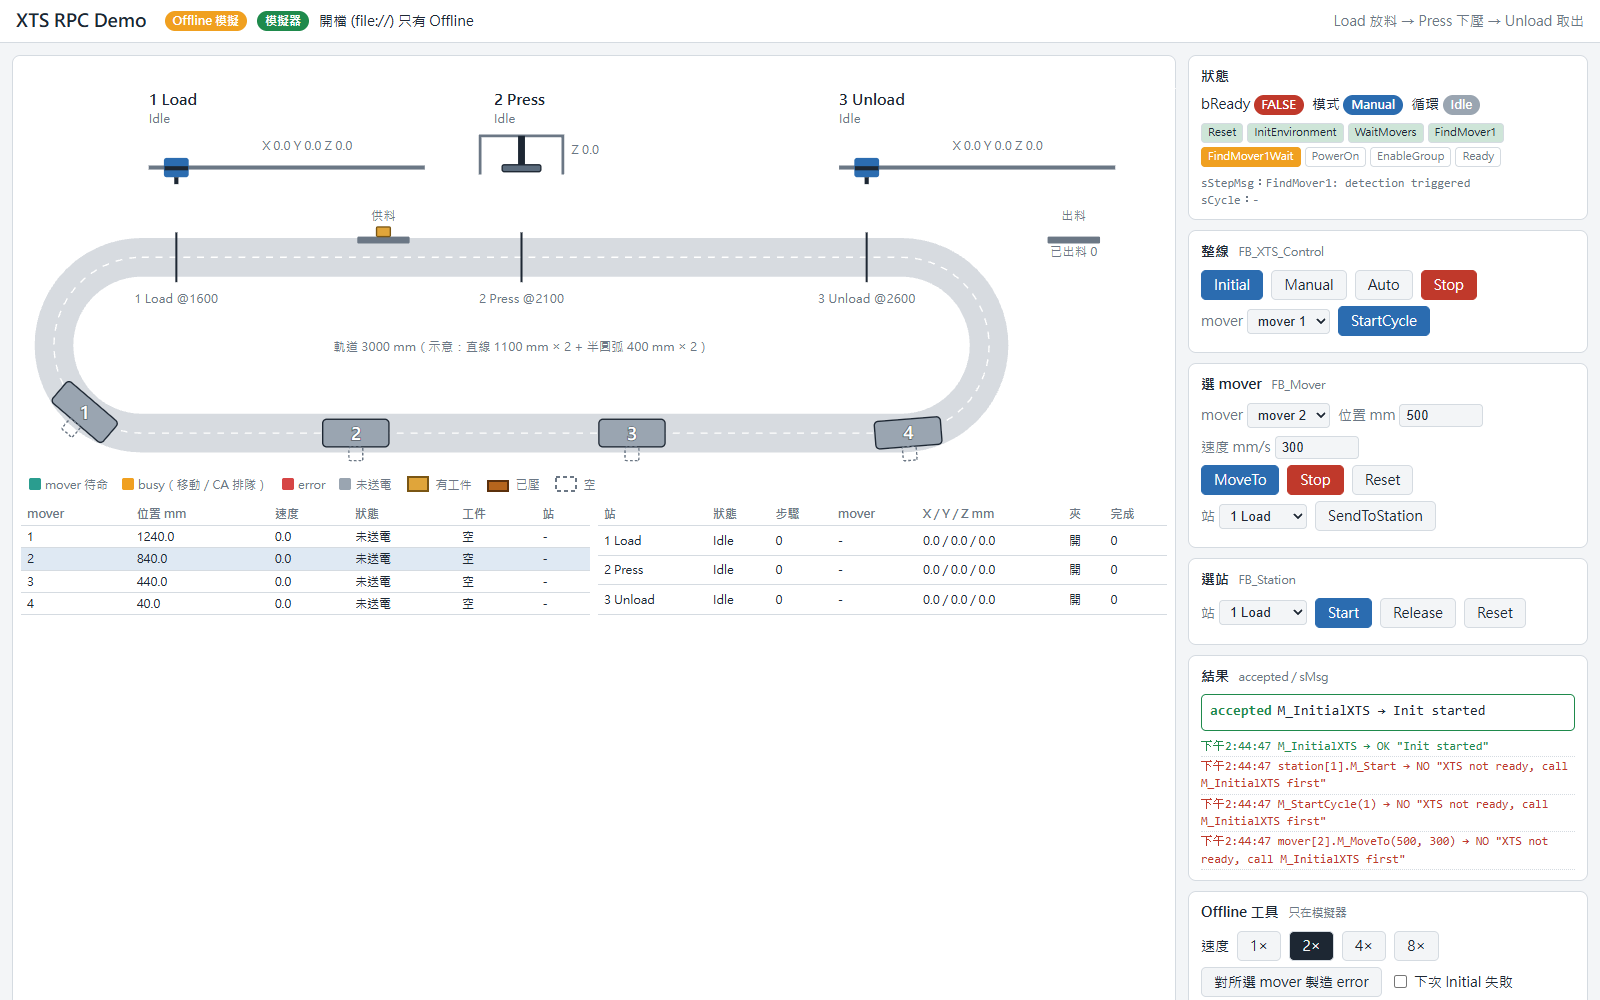 XTS RPC Demo Offline 模擬 模擬器 開檔 (file://) 只有 Offline Load 放料 → Press 下壓 → Unload 取出
1 Load
Idle
X 0.0 Y 0.0 Z 0.0
2 Press
Idle
Z 0.0
3 Unload
Idle
X 0.0 Y 0.0 Z 0.0
供料
出料
已出料 0
1 Load @1600
2 Press @2100
3 Unload @2600
軌道 3000 mm ( 示意：直線 1100 mm × 2 + 半圓弧 400 mm × 2 )
1
2
3
4
mover 待命 busy ( 移動 / CA 排隊 ) error 未送電 有工件 已壓 空
mover 位置 mm 速度 狀態 工件 站
1 1240.0 0.0 未送電 空 -
2 840.0 0.0 未送電 空 -
3 440.0 0.0 未送電 空 -
4 40.0 0.0 未送電 空 -
站 狀態 步驟 mover X / Y / Z mm 夾 完成
1 Load Idle 0 - 0.0 / 0.0 / 0.0 開 0
2 Press Idle 0 - 0.0 / 0.0 / 0.0 開 0
3 Unload Idle 0 - 0.0 / 0.0 / 0.0 開 0
狀態
bReady FALSE 模式 Manual 循環 Idle
Reset InitEnvironment WaitMovers FindMover1
FindMover1Wait PowerOn EnableGroup Ready
sStepMsg：FindMover1: detection triggered
sCycle：-
整線 FB_XTS_Control
Initial Manual Auto Stop
mover mover 1 StartCycle
選 mover FB_Mover
mover mover 2 位置 mm 500
速度 mm/s 300
MoveTo Stop Reset
站 1 Load SendToStation
選站 FB_Station
站 1 Load Start Release Reset
結果 accepted / sMsg
accepted M_InitialXTS → Init started
下午2:44:47 M_InitialXTS → OK "Init started"
下午2:44:47 station[1].M_Start → NO "XTS not ready, call
M_InitialXTS first"
下午2:44:47 M_StartCycle(1) → NO "XTS not ready, call
M_InitialXTS first"
下午2:44:47 mover[2].M_MoveTo(500, 300) → NO "XTS not
ready, call M_InitialXTS first"
Offline 工具 只在模擬器
速度 1× 2× 4× 8×
對所選 mover 製造 error 下次 Initial 失敗